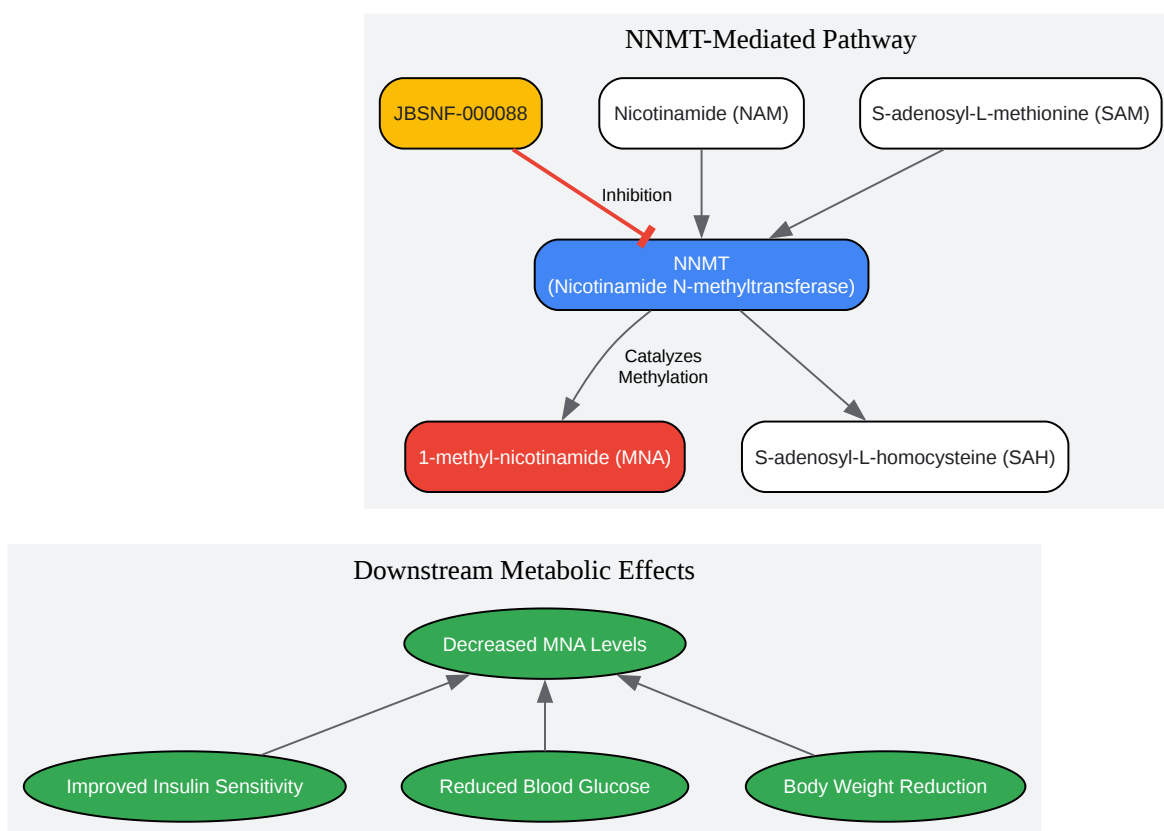 NNMT-Mediated Pathway
JBSNF-000088
Nicotinamide (NAM)
S-adenosyl-L-methionine (SAM)
Inhibition
NNMT
(Nicotinamide N-methyltransferase)
Catalyzes
Methylation
1-methyl-nicotinamide (MNA)
S-adenosyl-L-homocysteine (SAH)
Downstream Metabolic Effects
Decreased MNA Levels
Improved Insulin Sensitivity
Reduced Blood Glucose
Body Weight Reduction